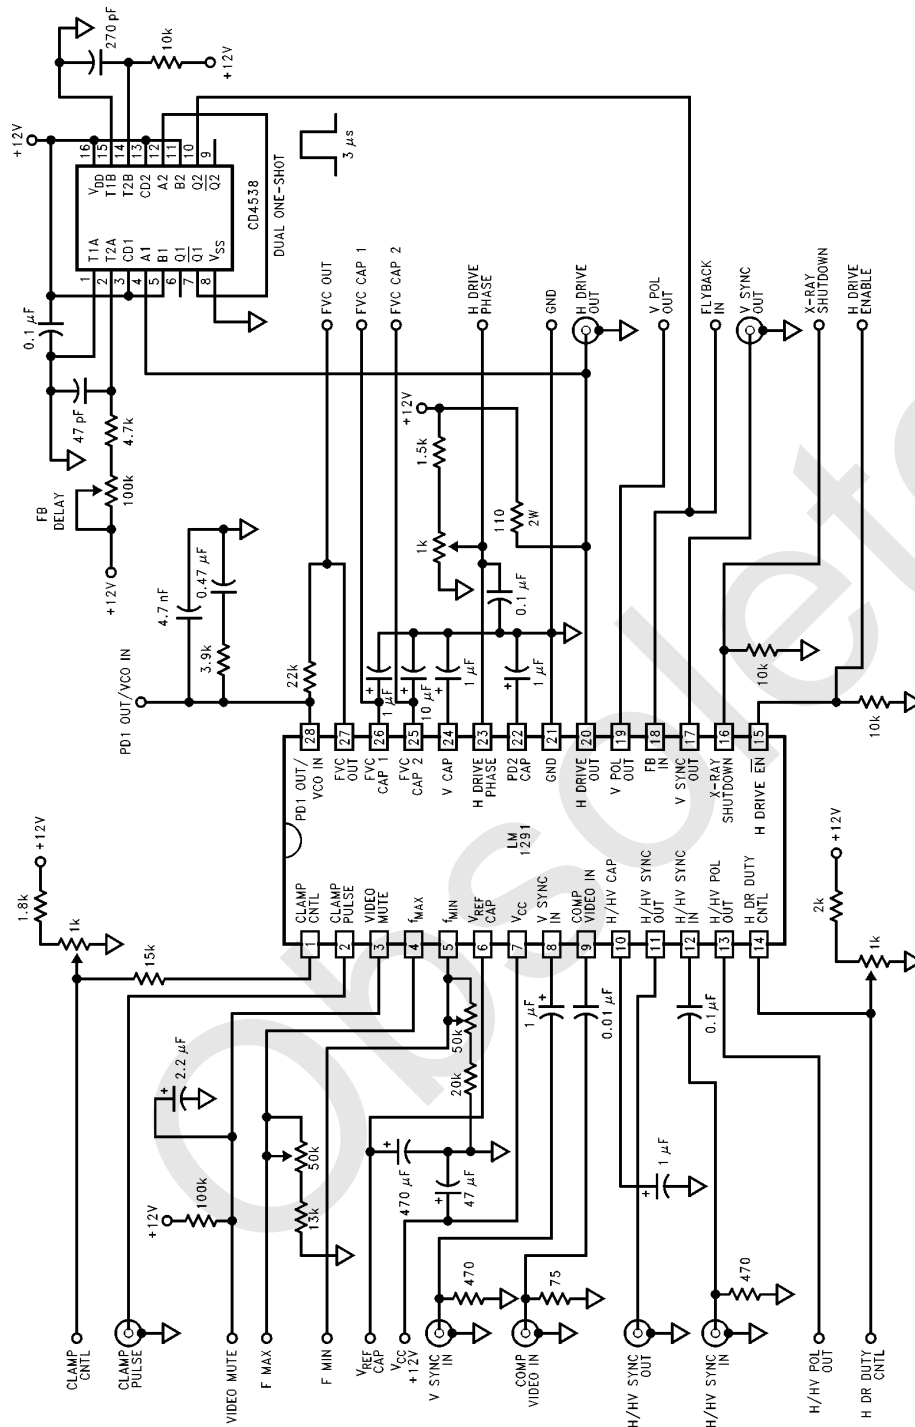 +12V
270 pF
10k
+12V
16
15
14
13
12
11
10
9
VDD
T1B
T2B
CD2
A2
B2
Q2
Q2
CD4538
DUAL ONE-SHOT
3 μs
T1A
T2A
CD1
A1
B1
Q1
Q1
VSS
1
2
3
4
5
6
7
8
0.1 μF
47 pF
4.7k
100k
FB
DELAY
+12V
4.7 nF
0.47 μF
3.9k
PD1 OUT/VCO IN
22k
FVC OUT
FVC CAP 1
FVC CAP 2
H DRIVE
PHASE
GND
H DRIVE
OUT
V POL
OUT
FLYBACK
IN
V SYNC
OUT
X-RAY
SHUTDOWN
H DRIVE
ENABLE
+12V
1.5k
1k
110
2W
0.1 μF
1 μF
10 μF
1 μF
1 μF
10k
10k
28
27
26
25
24
23
22
21
20
19
18
17
16
15
PD1 OUT/
VCO IN
FVC
OUT
FVC
CAP 1
FVC
CAP 2
V CAP
H DRIVE
PHASE
PD2
CAP
GND
H DRIVE
OUT
V POL
OUT
FB
IN
V SYNC
OUT
X-RAY
SHUTDOWN
H DRIVE EN
LM
1291
CLAMP
CNTL
CLAMP
PULSE
VIDEO
MUTE
fMAX
fMIN
VREF
CAP
VCC
V SYNC
IN
COMP
VIDEO IN
H/HV CAP
H/HV SYNC
OUT
H/HV SYNC
IN
H/HV POL
OUT
H DR DUTY
CNTL
1
2
3
4
5
6
7
8
9
10
11
12
13
14
+12V
1.8k
1k
15k
2.2 μF
+12V
100k
50k
13k
50k
20k
470 μF
47 μF
1 μF
0.01 μF
470
75
1 μF
0.1 μF
470
+12V
2k
1k
CLAMP
CNTL
CLAMP
PULSE
VIDEO MUTE
F MAX
F MIN
VREF
CAP
VCC
+12V
V SYNC
IN
COMP
VIDEO IN
H/HV SYNC
OUT
H/HV SYNC
IN
H/HV POL
OUT
H DR DUTY
CNTL
Obsolete